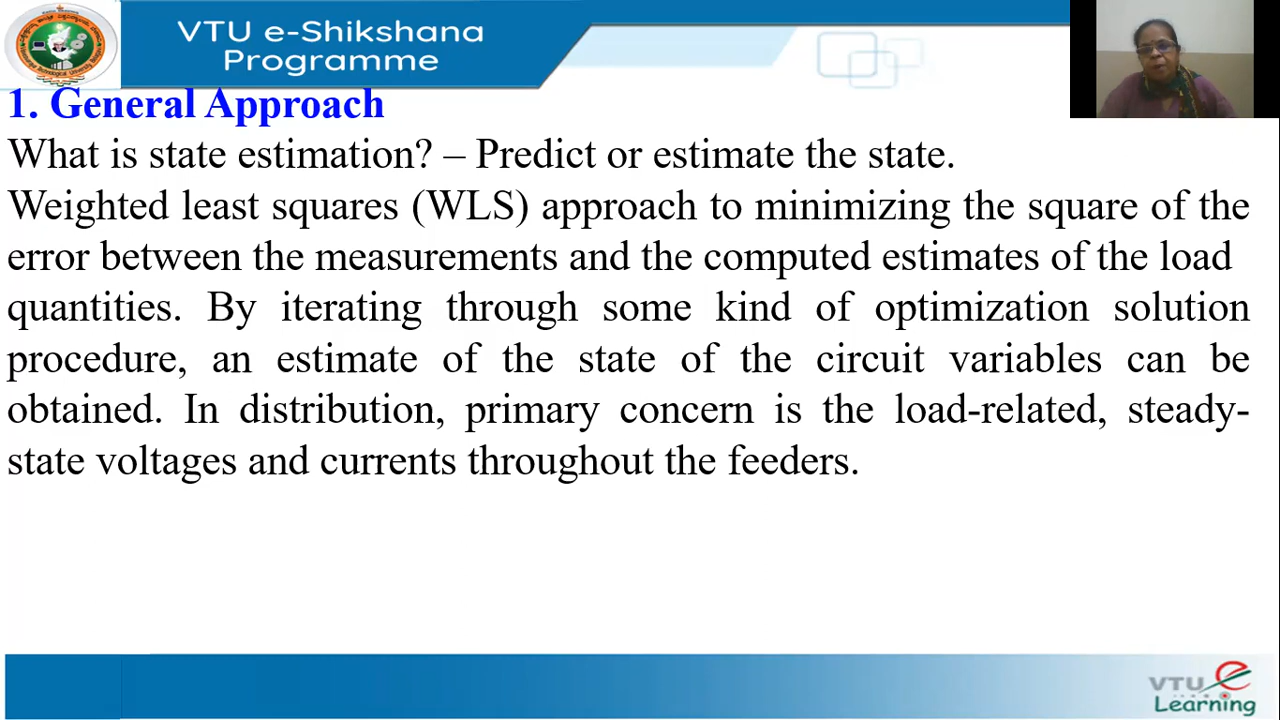 VTU e-Shikshana
Programme
1. General Approach
What is state estimation? – Predict or estimate the state.
Weighted least squares (WLS) approach to minimizing the square of the
error between the measurements and the computed estimates of the load
quantities. By iterating through some kind of optimization solution
procedure, an estimate of the state of the circuit variables can be
obtained. In distribution, primary concern is the load-related, steady-
state voltages and currents throughout the feeders.
VTU e
Learning